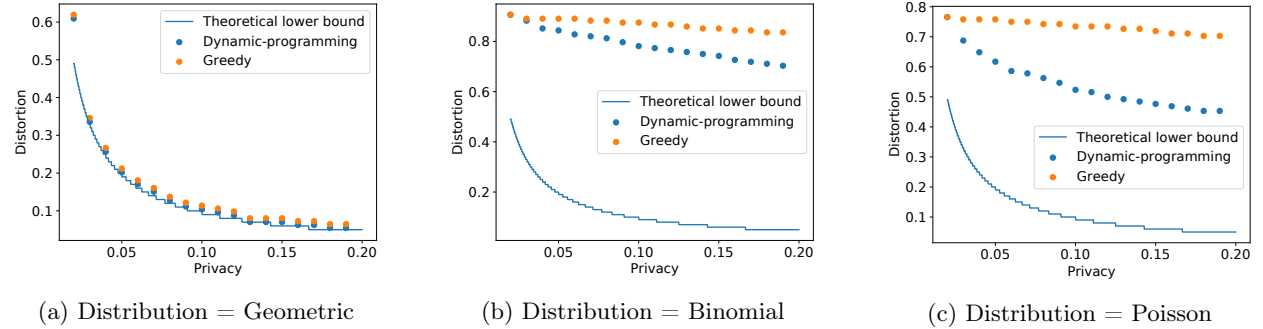 Theoretical lower bound
Dynamic-programming
Greedy
Distortion
0.6
0.5
0.4
0.3
0.2
0.1
0.05
0.10
0.15
0.20
Privacy
(a) Distribution = Geometric
Theoretical lower bound
Dynamic-programming
Greedy
Distortion
0.8
0.6
0.4
0.2
0.05
0.10
0.15
0.20
Privacy
(b) Distribution = Binomial
Theoretical lower bound
Dynamic-programming
Greedy
Distortion
0.8
0.7
0.6
0.5
0.4
0.3
0.2
0.1
0.05
0.10
0.15
0.20
Privacy
(c) Distribution = Poisson